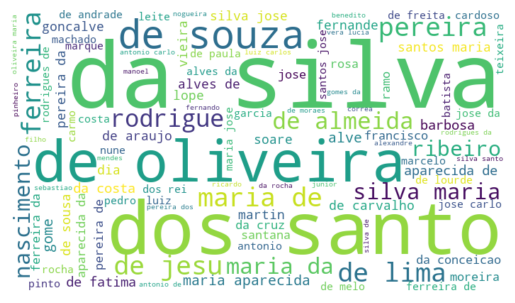 de andrade
leite
nogueira
silva jose
benedito
de freita
cardoso
oliveira maria
goncalve
antonio carlo
de souza
vieira
fernande
pereira
vera lucia
machado
de paula
luiz carlos
santos maria
teixeira
marque
da silva
ferreira
rodrigues de
pereira da
alves da
alves de
jose
santos jose
rosa
ramo
manoel
gomes da
pinheiro
carmo
lope
batista
costa
rodrigue
fernando
garcia
de almeida
de moraes
correa
jose da
filho
nune
de araujo
maria jose
soare
alve
francisco
barbosa
rodrigues da
alexandre
mendes
de oliveira
ribeiro
dia
marcelo
aparecida de
silva santo
nascimento
sebastiao
da costa
dos rei
ricardo
da rocha
junior
de lourde
silva maria
ferreira da
de sousa
aparecida da
pedro
luiz
pereira dos
maria de
de carvalho
jose carlo
gome
pereira de
dos santo
martin
da cruz
santana
antonio
silva de
da conceicao
rocha
de jesu
maria da
de lima
moreira
pinto
de fatima
maria aparecida
antonio de
de melo
ferreira de